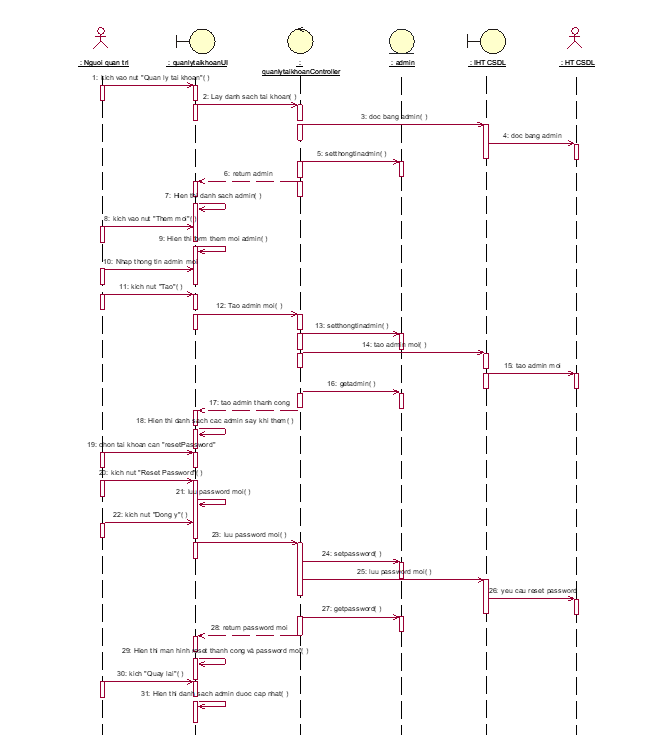 : Nguoi quan tri
: quanlytaikhoanUI
:
quanlytaikhoanController
: admin
: IHT CSDL
: HT CSDL
1: kich vao nut "Quan ly tai khoan"( )
2: Lay danh sach tai khoan( )
3: doc bang admin( )
4: doc bang admin
5: setthongtinadmin( )
6: return admin
7: Hien thi danh sach admin( )
8: kich vao nut "Them moi"( )
9: Hien thi form them moi admin( )
10: Nhap thong tin admin moi
11: kich nut "Tao"( )
12: Tao admin moi( )
13: setthongtinadmin( )
14: tao admin moi( )
15: tao admin moi
16: getadmin( )
17: tao admin thanh cong
18: Hien thi danh sach cac admin say khi them( )
19: chon tai khoan can "resetPassword"
20: kich nut "Reset Password"( )
21: luu password moi( )
22: kich nut "Dong y"( )
23: luu password moi( )
24: setpassword( )
25: luu password moi( )
26: yeu cau reset password
27: getpassword( )
28: return password moi
29: Hien thi man hinh reset thanh cong và password moi( )
30: kich "Quay lai"( )
31: Hien thi danh sach admin duoc cap nhat( )